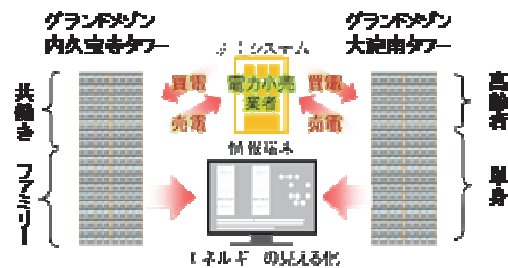 グランドメゾン
内久宝寺タワー
グランドメゾン
大淀南タワー
システム
電力小売
業者
買電
売電
買電
売電
共働き
ファミリー
高齢者
単身
情報端末
エネルギーの見える化